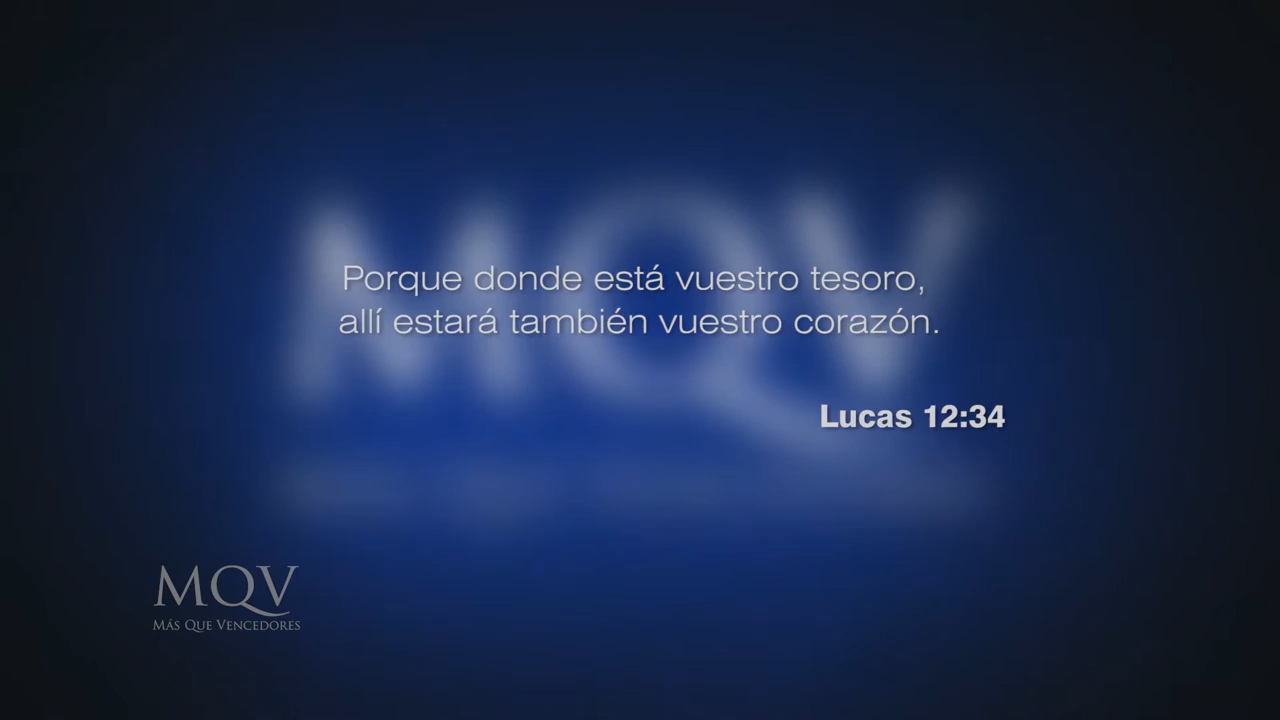 Porque donde está vuestro tesoro,
allí estará también vuestro corazón.
Lucas 12:34
MQV
MÁS QUE VENCEDORES